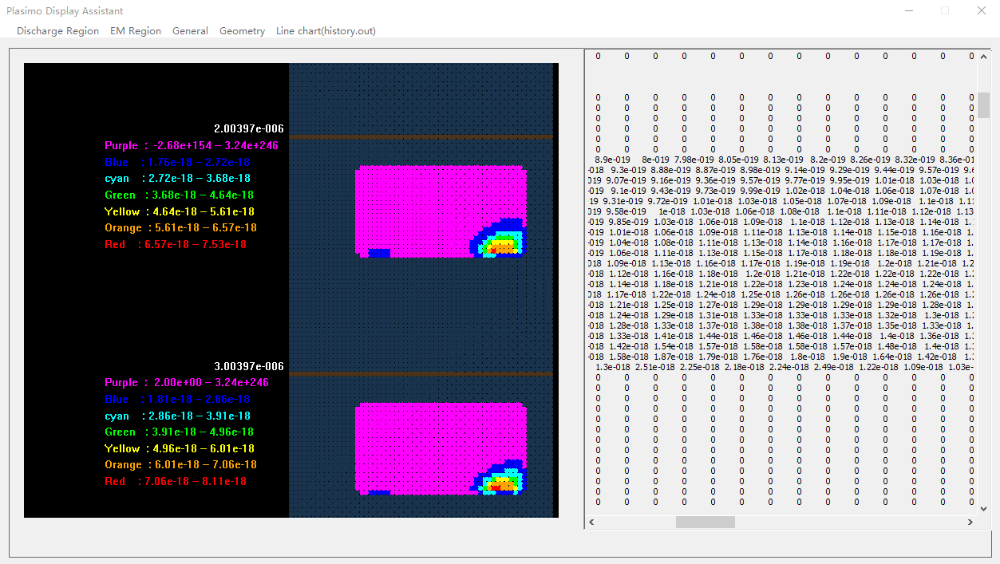 Plasimo Display Assistant
Discharge Region EM Region General Geometry Line chart(history.out)
2.00397e-006
Purple : -2.68e+154 – 3.24e+246
Blue : 1.76e-18 – 2.72e-18
cyan : 2.72e-18 – 3.68e-18
Green : 3.68e-18 – 4.64e-18
Yellow : 4.64e-18 – 5.61e-18
Orange : 5.61e-18 – 6.57e-18
Red : 6.57e-18 – 7.53e-18
3.00397e-006
Purple : 2.00e+00 – 3.24e+246
Blue : 1.81e-18 – 2.86e-18
cyan : 2.86e-18 – 3.91e-18
Green : 3.91e-18 – 4.96e-18
Yellow : 4.96e-18 – 6.01e-18
Orange : 6.01e-18 – 7.06e-18
Red : 7.06e-18 – 8.11e-18
0 0 0 0 0 0 0 0 0 0 0 0 0 0
0 0 0 0 0 0 0 0 0 0 0 0 0 0
0 0 0 0 0 0 0 0 0 0 0 0 0 0
0 0 0 0 0 0 0 0 0 0 0 0 0 0
0 0 0 0 0 0 0 0 0 0 0 0 0 0
0 0 0 0 0 0 0 0 0 0 0 0 0 0
0 0 0 0 0 0 0 0 0 0 0 0 0 0
8.9e-019 8e-019 7.98e-019 8.05e-019 8.13e-019 8.2e-019 8.26e-019 8.32e-019 8.36e-01
-018 9.3e-019 8.88e-019 8.87e-019 8.98e-019 9.14e-019 9.29e-019 9.44e-019 9.57e-019
019 9.07e-019 9.16e-019 9.36e-019 9.57e-019 9.77e-019 9.95e-019 1.01e-018 1.03e-018
019 9.1e-019 9.43e-019 9.73e-019 9.99e-019 1.02e-018 1.04e-018 1.06e-018 1.07e-018
19 9.31e-019 9.72e-019 1.01e-018 1.03e-018 1.05e-018 1.07e-018 1.09e-018 1.1e-018
019 9.58e-019 1e-018 1.03e-018 1.06e-018 1.08e-018 1.1e-018 1.11e-018 1.12e-018
019 9.85e-019 1.03e-018 1.06e-018 1.09e-018 1.1e-018 1.12e-018 1.13e-018 1.14e-018
019 1.01e-018 1.06e-018 1.09e-018 1.11e-018 1.13e-018 1.14e-018 1.15e-018 1.16e-018
019 1.04e-018 1.08e-018 1.11e-018 1.13e-018 1.14e-018 1.16e-018 1.17e-018 1.17e-018
019 1.06e-018 1.11e-018 1.13e-018 1.15e-018 1.17e-018 1.18e-018 1.18e-018 1.19e-018
018 1.09e-018 1.13e-018 1.16e-018 1.17e-018 1.19e-018 1.19e-018 1.2e-018 1.21e-018
-018 1.12e-018 1.16e-018 1.18e-018 1.2e-018 1.21e-018 1.22e-018 1.22e-018 1.22e-018
-018 1.14e-018 1.18e-018 1.21e-018 1.22e-018 1.23e-018 1.24e-018 1.24e-018 1.24e-018
-018 1.17e-018 1.22e-018 1.24e-018 1.25e-018 1.26e-018 1.26e-018 1.26e-018 1.26e-018
-018 1.21e-018 1.25e-018 1.27e-018 1.29e-018 1.29e-018 1.29e-018 1.29e-018 1.28e-018
-018 1.24e-018 1.29e-018 1.31e-018 1.33e-018 1.33e-018 1.33e-018 1.32e-018 1.3e-018
-018 1.28e-018 1.33e-018 1.37e-018 1.38e-018 1.38e-018 1.37e-018 1.35e-018 1.33e-018
-018 1.33e-018 1.41e-018 1.44e-018 1.46e-018 1.46e-018 1.44e-018 1.4e-018 1.36e-018
-018 1.42e-018 1.54e-018 1.57e-018 1.58e-018 1.58e-018 1.57e-018 1.48e-018 1.4e-018
-018 1.58e-018 1.87e-018 1.79e-018 1.76e-018 1.8e-018 1.9e-018 1.64e-018 1.42e-018
1.3e-018 2.51e-018 2.25e-018 2.18e-018 2.24e-018 2.49e-018 1.22e-018 1.09e-018 1.03e-
0 0 0 0 0 0 0 0 0 0 0 0 0 0
0 0 0 0 0 0 0 0 0 0 0 0 0 0
0 0 0 0 0 0 0 0 0 0 0 0 0 0
0 0 0 0 0 0 0 0 0 0 0 0 0 0
0 0 0 0 0 0 0 0 0 0 0 0 0 0
0 0 0 0 0 0 0 0 0 0 0 0 0 0
0 0 0 0 0 0 0 0 0 0 0 0 0 0
0 0 0 0 0 0 0 0 0 0 0 0 0 0
0 0 0 0 0 0 0 0 0 0 0 0 0 0
0 0 0 0 0 0 0 0 0 0 0 0 0 0
0 0 0 0 0 0 0 0 0 0 0 0 0 0
0 0 0 0 0 0 0 0 0 0 0 0 0 0
0 0 0 0 0 0 0 0 0 0 0 0 0 0